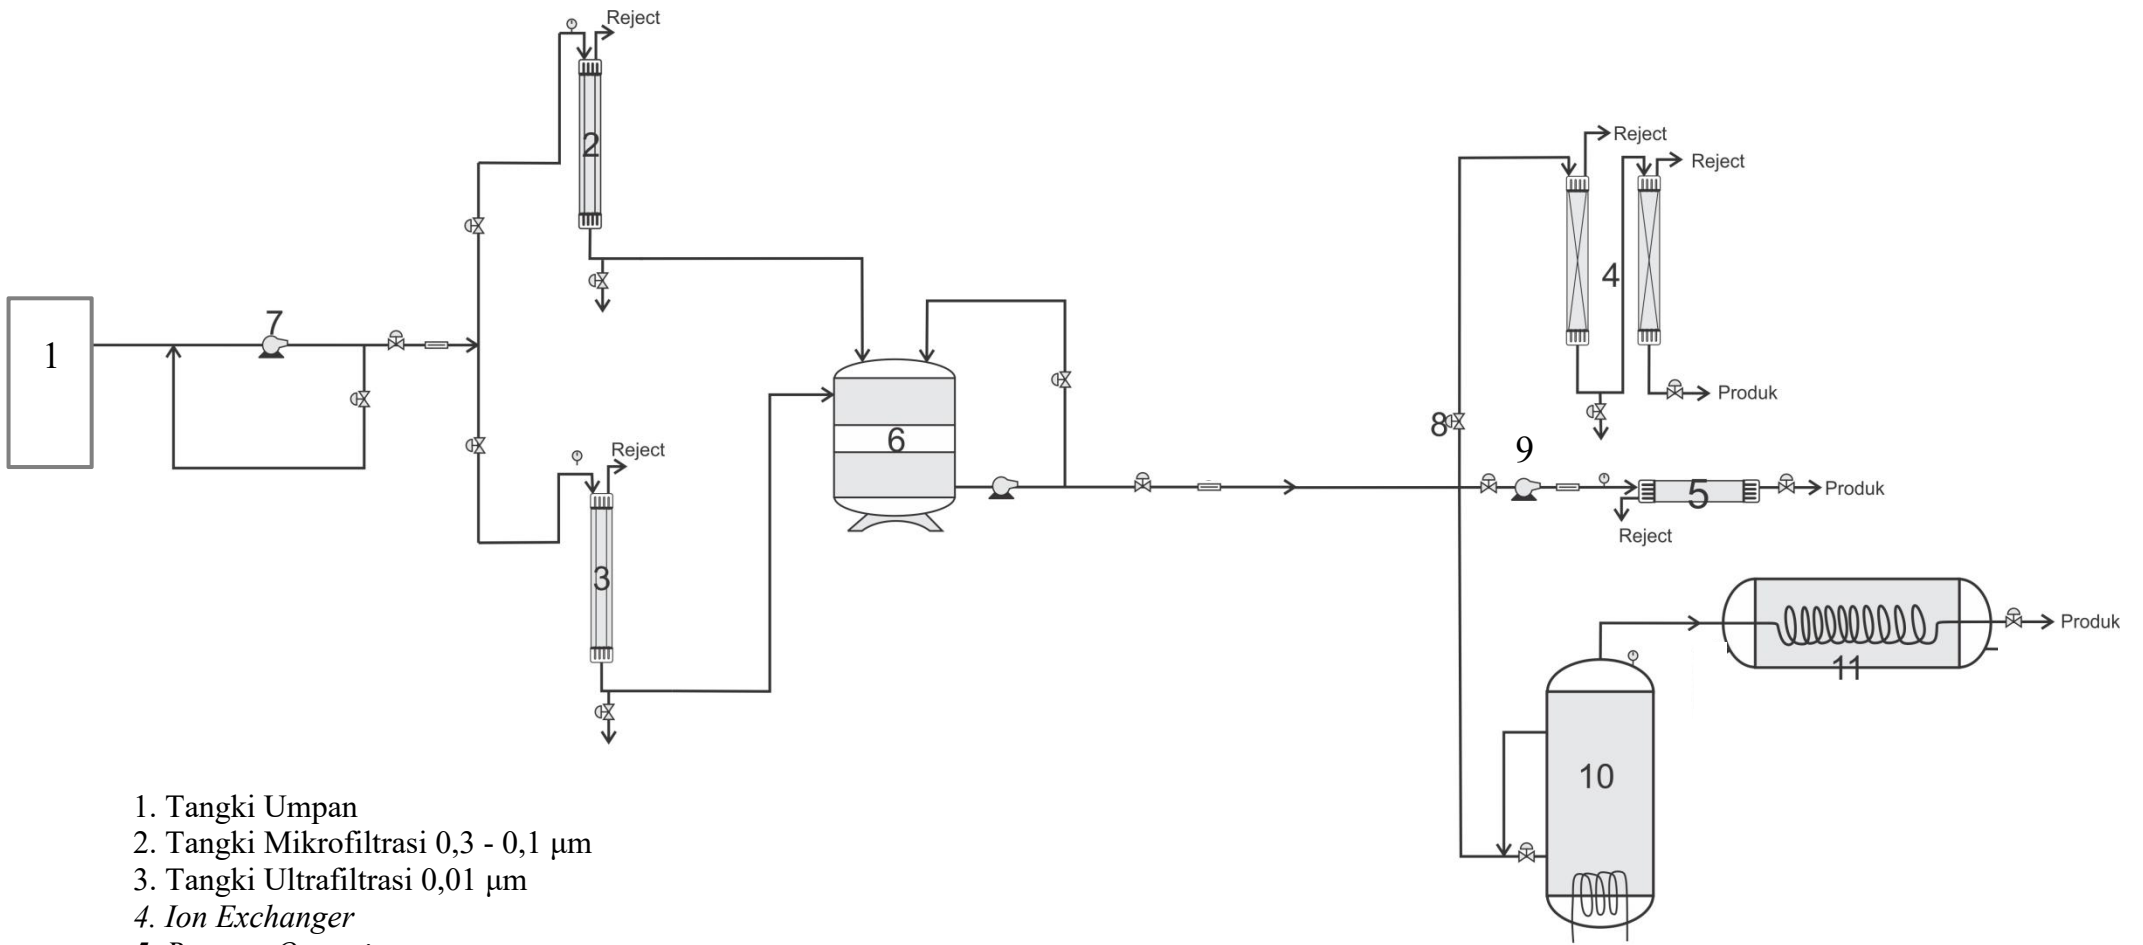 Reject
2
Reject
Reject
4
7
1
Produk
6
8
9
Reject
3
5
Produk
Reject
11
Produk
10
1. Tangki Umpan
2. Tangki Mikrofiltrasi 0,3 - 0,1 μm
3. Tangki Ultrafiltrasi 0,01 μm
4. Ion Exchanger